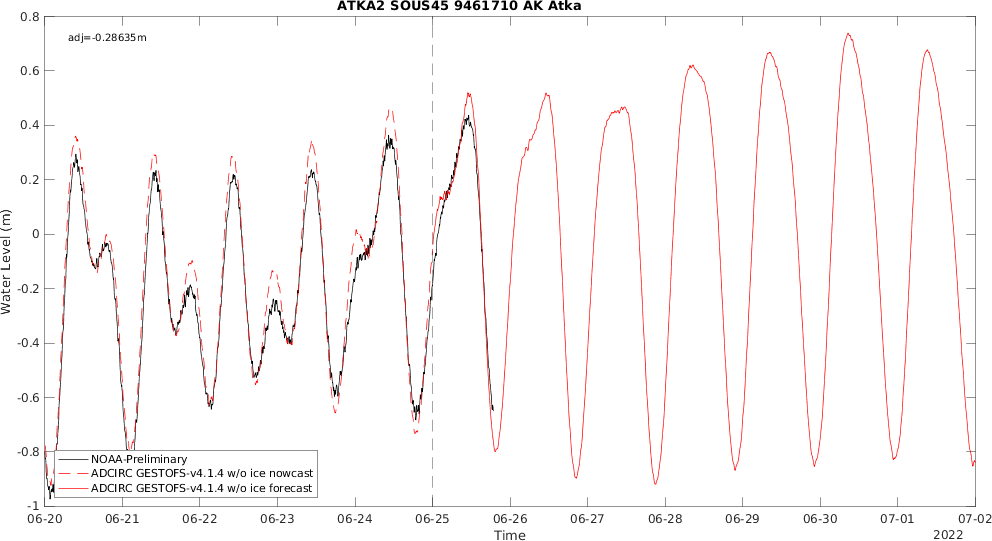 ATKA2 SOUS45 9461710 AK Atka
adj=-0.28635m
0.8
0.6
0.4
0.2
0
-0.2
-0.4
-0.6
-0.8
-1
Water Level (m)
NOAA-Preliminary
ADCIRC GESTOFS-v4.1.4 w/o ice nowcast
ADCIRC GESTOFS-v4.1.4 w/o ice forecast
06-20 06-21 06-22 06-23 06-24 06-25 06-26 06-27 06-28 06-29 06-30 07-01 07-02
Time
2022